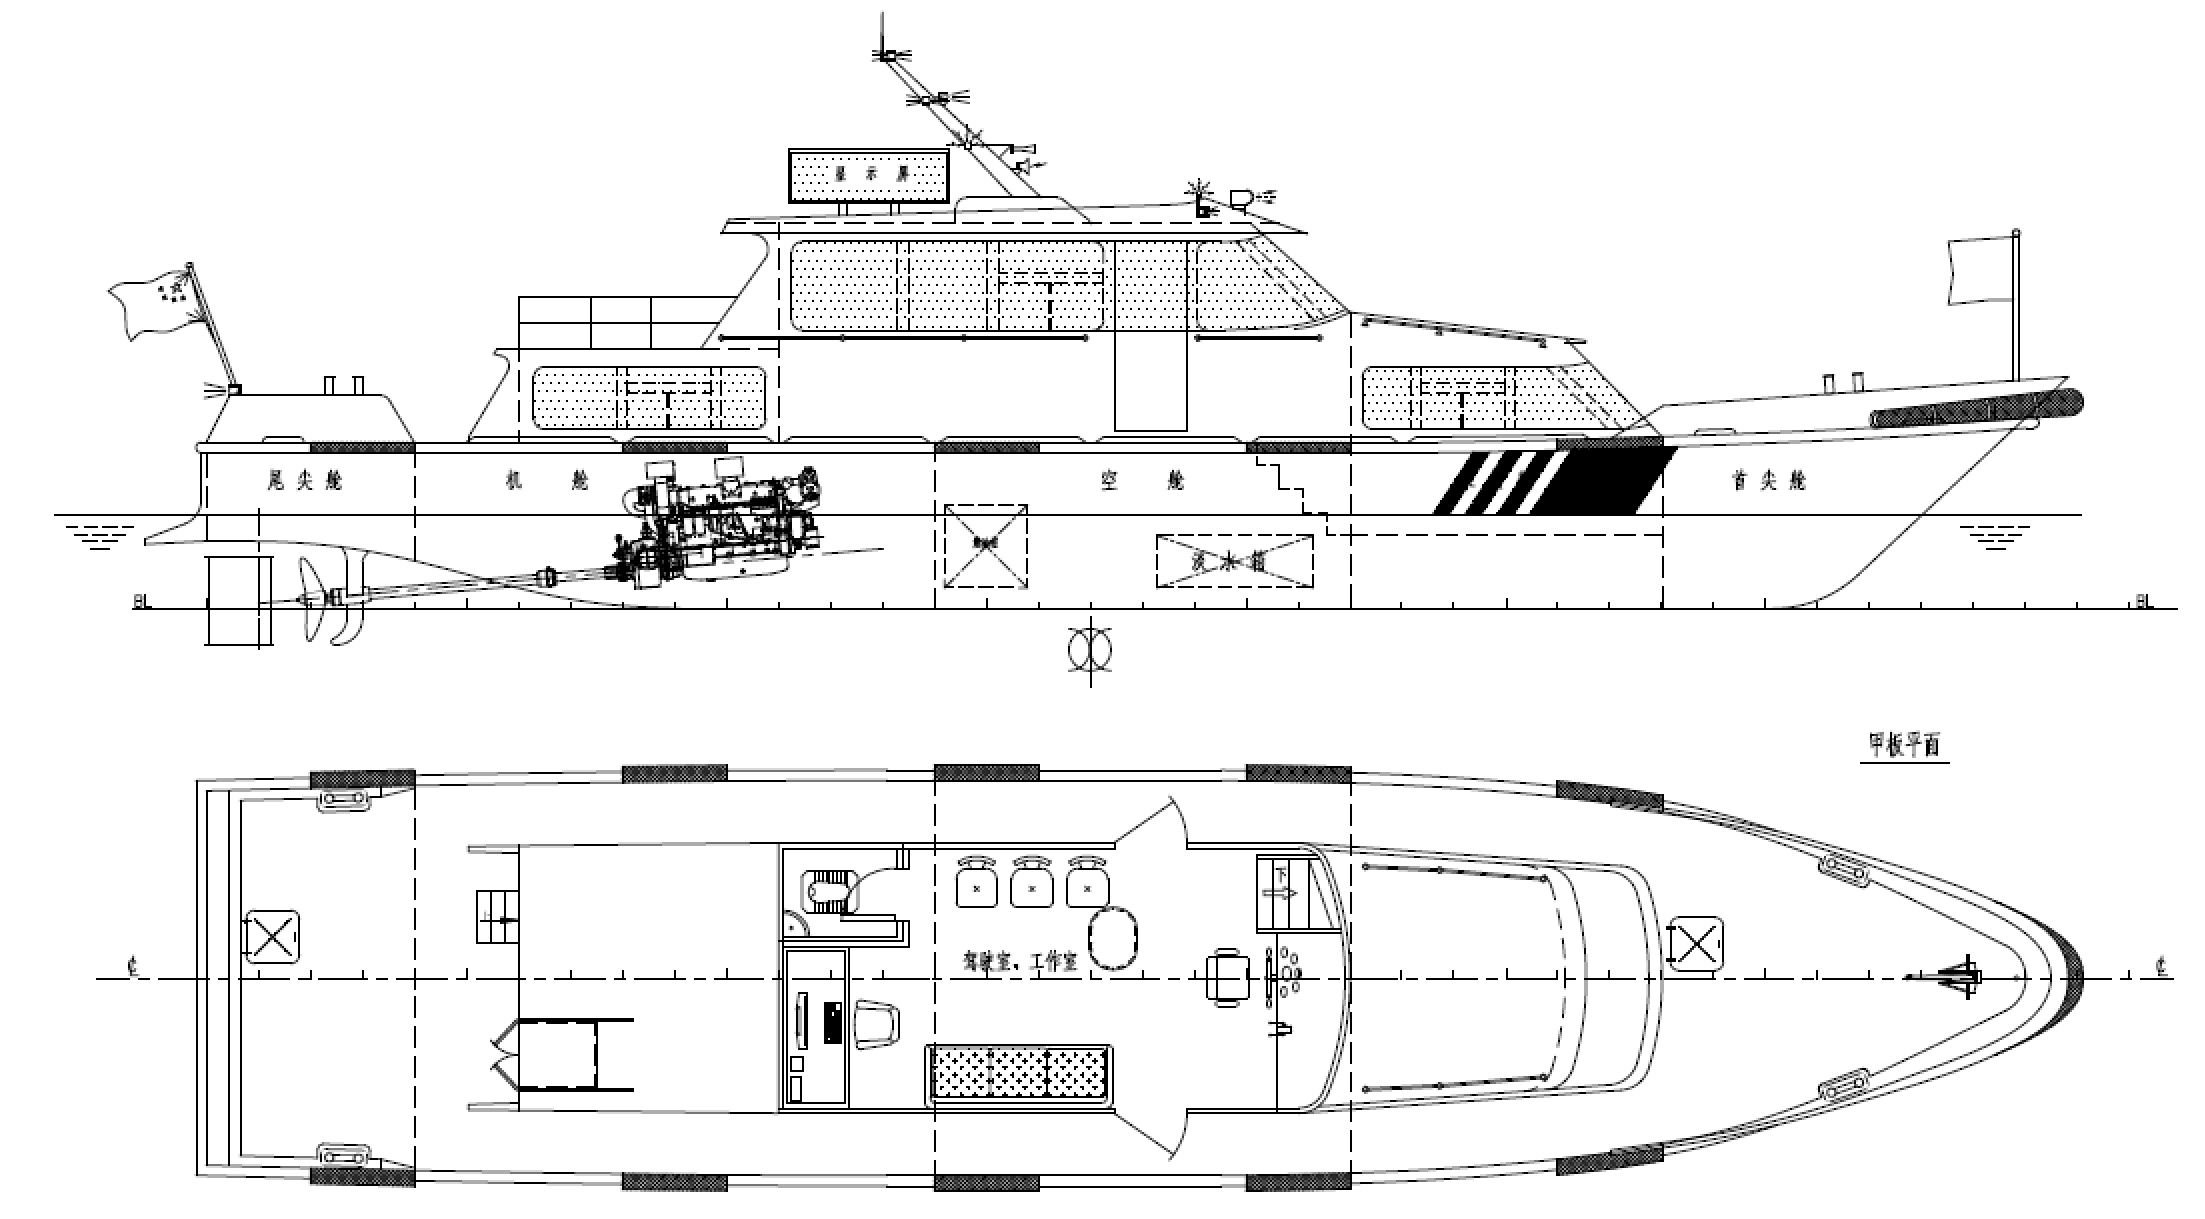 显 示 屏
尾 尖 舱
机 舱
空 舱
首 尖 舱
淡 水 箱
BL
BL
甲板平面
下
℄
驾驶室、工作室
℄